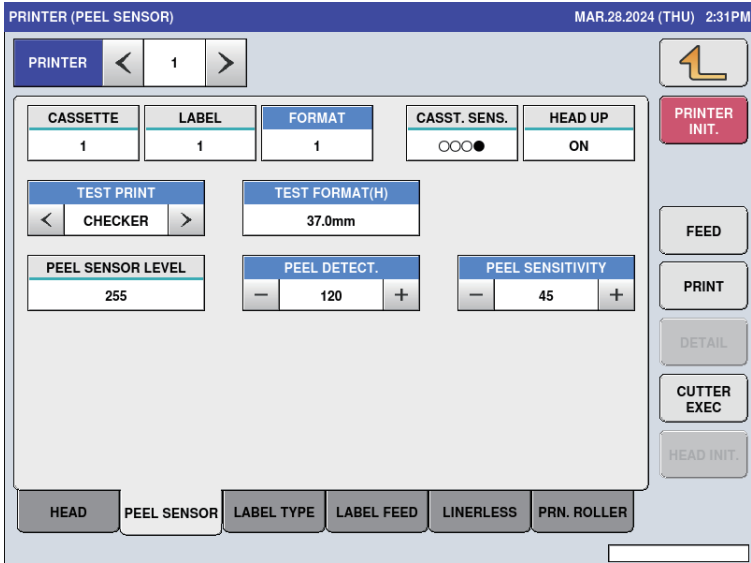 PRINTER (PEEL SENSOR) MAR.28.2024 (THU) 2:31PM
PRINTER < 1 >
PRINTER INIT.
CASSETTE LABEL FORMAT CASST. SENS. HEAD UP
1 1 1 ○○○● ON
TEST PRINT TEST FORMAT(H)
< CHECKER > 37.0mm
FEED
PEEL SENSOR LEVEL PEEL DETECT. PEEL SENSITIVITY
255 − 120 + − 45 +
PRINT
DETAIL
CUTTER EXEC
HEAD INIT.
HEAD PEEL SENSOR LABEL TYPE LABEL FEED LINERLESS PRN. ROLLER